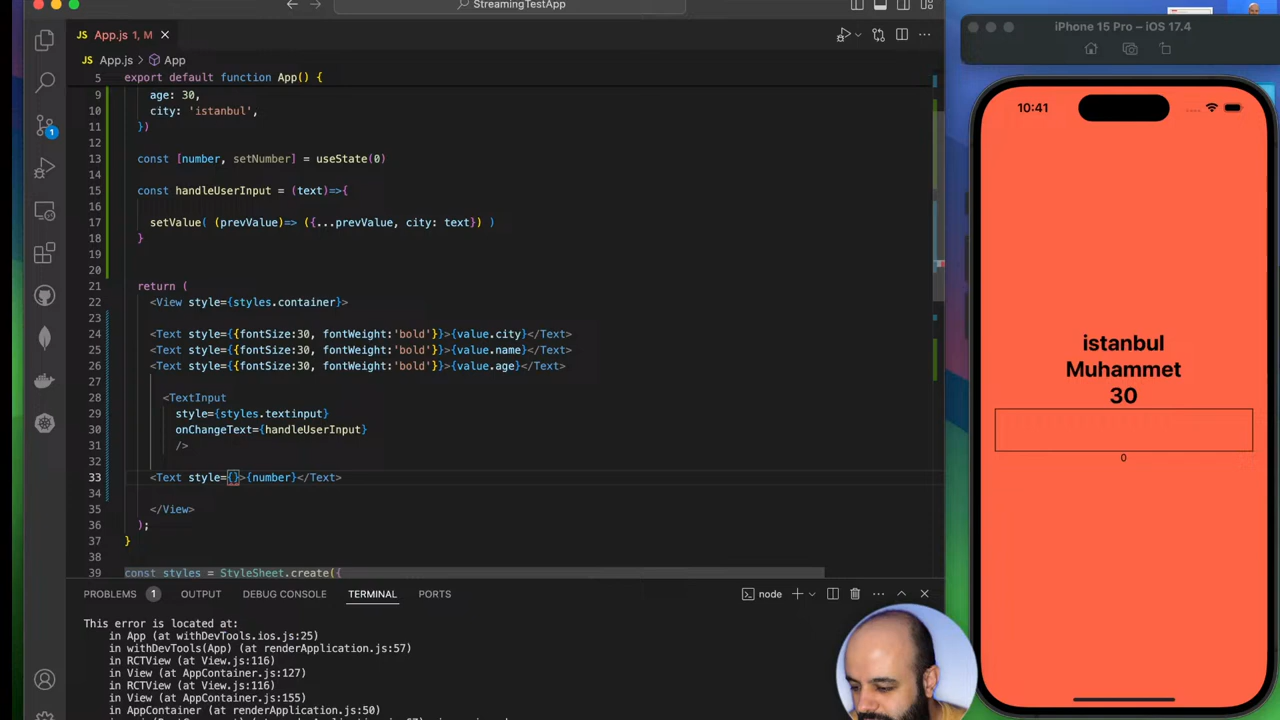 StreamingTestApp
JS App.js 1, M
JS App.js > App
5 export default function App() {
9 age: 30,
10 city: 'istanbul',
11 })
12
13 const [number, setNumber] = useState(0)
14
15 const handleUserInput = (text)=>{
16
17 setValue( (prevValue)=> ({...prevValue, city: text}) )
18 }
19
20
21 return (
22 <View style={styles.container}>
23
24 <Text style={{fontSize:30, fontWeight:'bold'}}>{value.city}</Text>
25 <Text style={{fontSize:30, fontWeight:'bold'}}>{value.name}</Text>
26 <Text style={{fontSize:30, fontWeight:'bold'}}>{value.age}</Text>
27
28 <TextInput
29 style={styles.textinput}
30 onChangeText={handleUserInput}
31 />
32
33 <Text style={}>{number}</Text>
34
35 </View>
36 );
37 }
38
39 const styles = StyleSheet.create({
1
PROBLEMS 1 OUTPUT DEBUG CONSOLE TERMINAL PORTS node
This error is located at:
in App (at withDevTools.ios.js:25)
in withDevTools(App) (at renderApplication.js:57)
in RCTView (at View.js:116)
in View (at AppContainer.js:127)
in RCTView (at View.js:116)
in View (at AppContainer.js:155)
in AppContainer (at renderApplication.js:50)
iPhone 15 Pro – iOS 17.4
10:41
istanbul
Muhammet
30
0